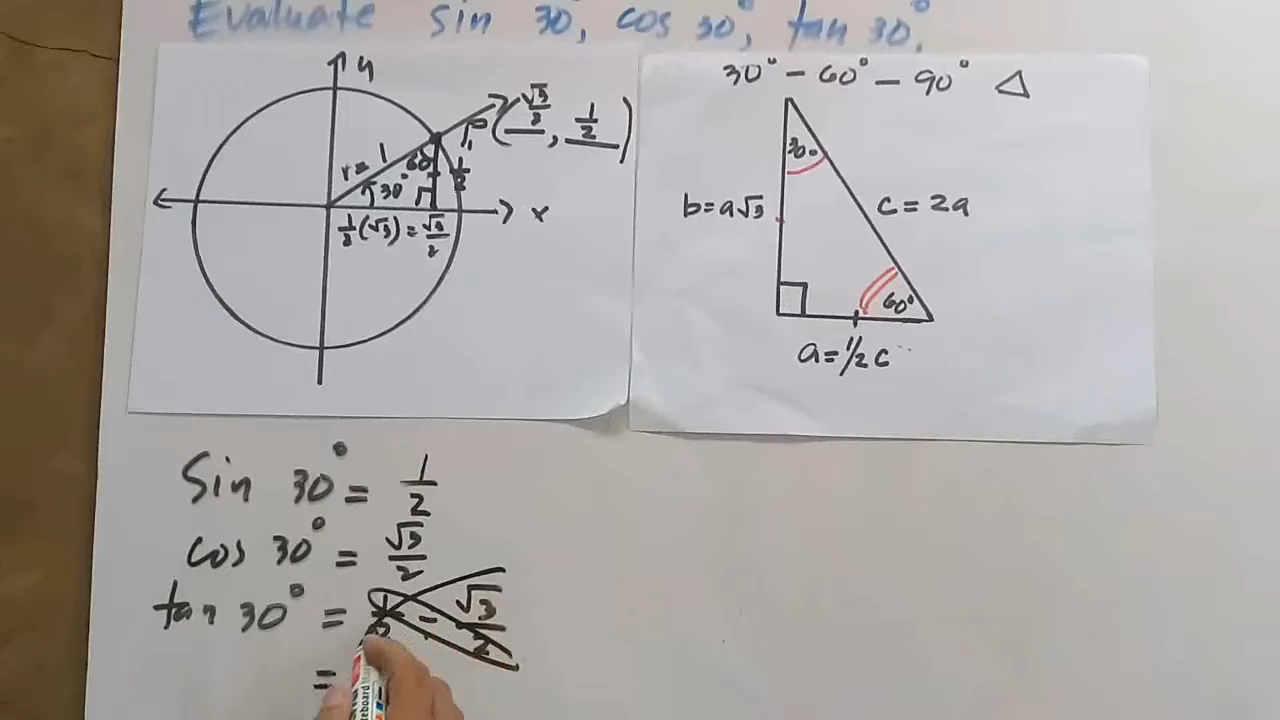 Evaluate sin 30°, cos 30°, tan 30°.
y
(√3/2, 1/2)
r = 1
60
1/2
30°
x
1/2(√3) = √3/2
30° – 60° – 90° △
30°
b = a√3
c = 2a
60°
a = 1/2 c
Sin 30° = 1/2
cos 30° = √3/2
tan 30° = ÷ √3/2
=